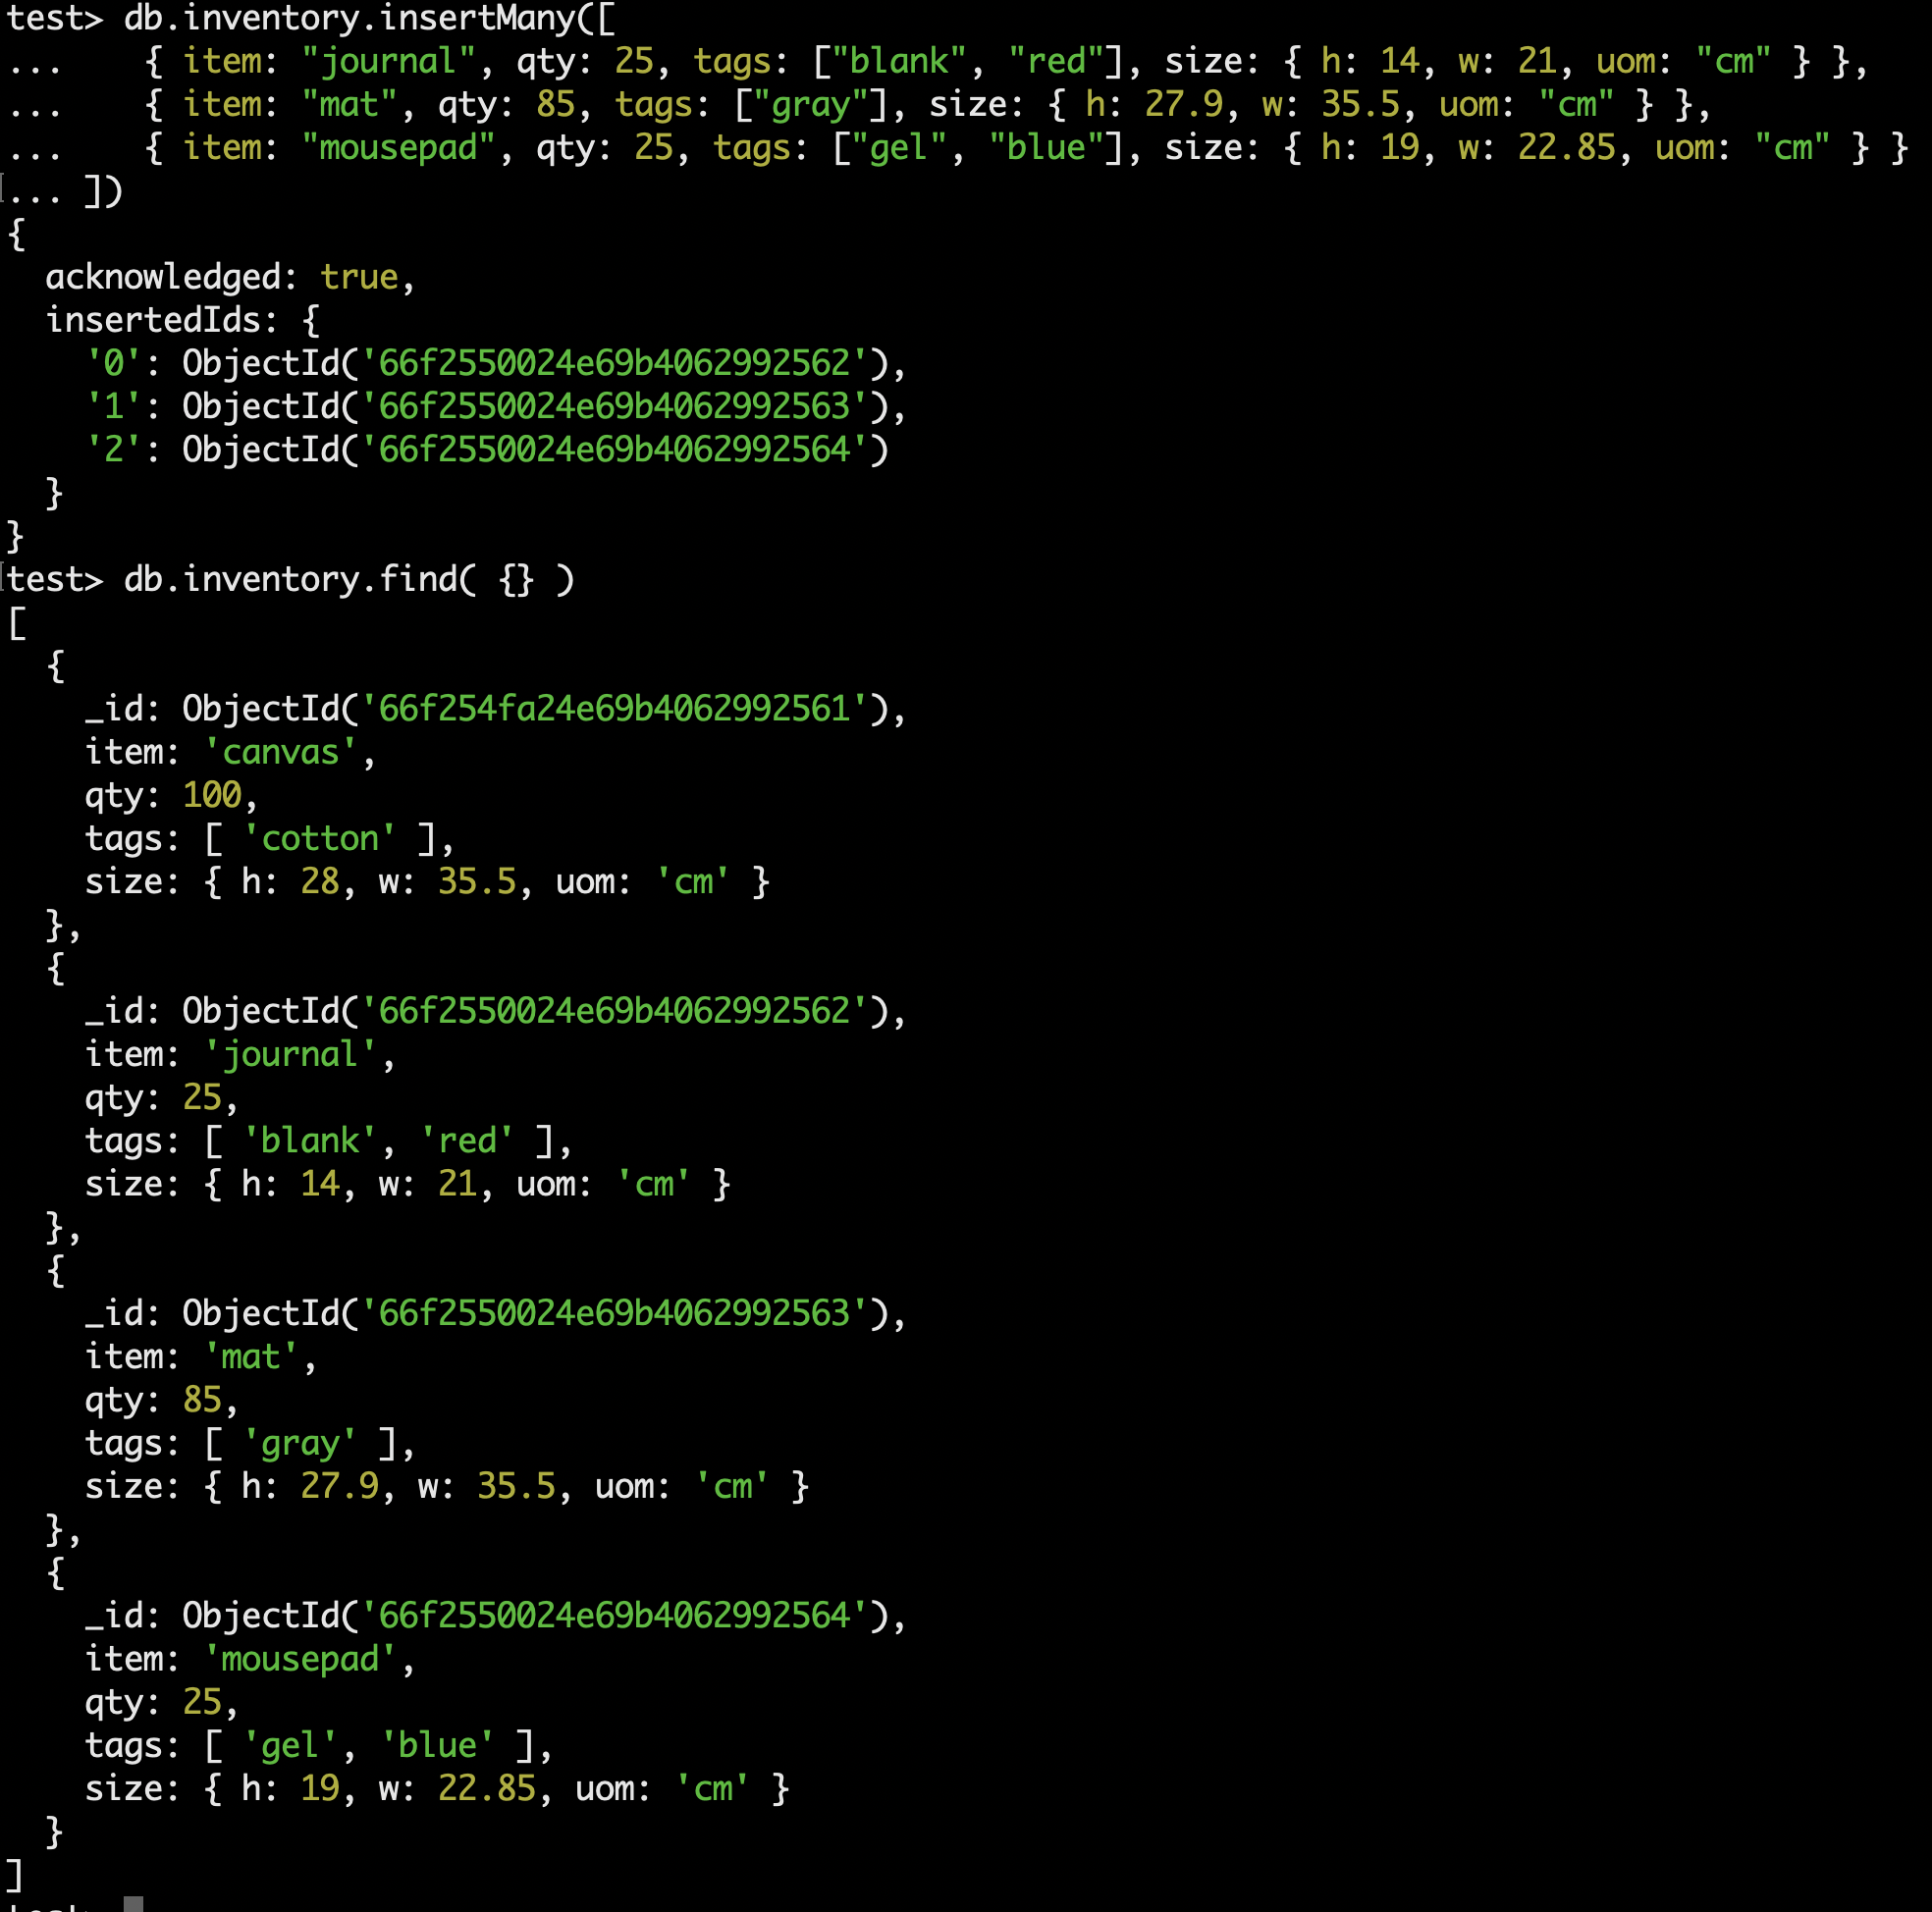 test> db.inventory.insertMany([
...    { item: "journal", qty: 25, tags: ["blank", "red"], size: { h: 14, w: 21, uom: "cm" } },
...    { item: "mat", qty: 85, tags: ["gray"], size: { h: 27.9, w: 35.5, uom: "cm" } },
...    { item: "mousepad", qty: 25, tags: ["gel", "blue"], size: { h: 19, w: 22.85, uom: "cm" } }
... ])
{
  acknowledged: true,
  insertedIds: {
    '0': ObjectId('66f2550024e69b4062992562'),
    '1': ObjectId('66f2550024e69b4062992563'),
    '2': ObjectId('66f2550024e69b4062992564')
  }
}
test> db.inventory.find( {} )
[
  {
    _id: ObjectId('66f254fa24e69b4062992561'),
    item: 'canvas',
    qty: 100,
    tags: [ 'cotton' ],
    size: { h: 28, w: 35.5, uom: 'cm' }
  },
  {
    _id: ObjectId('66f2550024e69b4062992562'),
    item: 'journal',
    qty: 25,
    tags: [ 'blank', 'red' ],
    size: { h: 14, w: 21, uom: 'cm' }
  },
  {
    _id: ObjectId('66f2550024e69b4062992563'),
    item: 'mat',
    qty: 85,
    tags: [ 'gray' ],
    size: { h: 27.9, w: 35.5, uom: 'cm' }
  },
  {
    _id: ObjectId('66f2550024e69b4062992564'),
    item: 'mousepad',
    qty: 25,
    tags: [ 'gel', 'blue' ],
    size: { h: 19, w: 22.85, uom: 'cm' }
  }
]